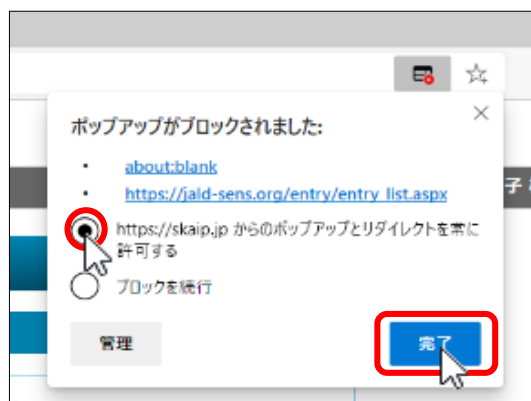 ポップアップがブロックされました:
• about:blank
• https://jald-sens.org/entry/entry_list.aspx
子
https://skaip.jp からのポップアップとリダイレクトを常に
許可する
ブロックを続行
管理
完了